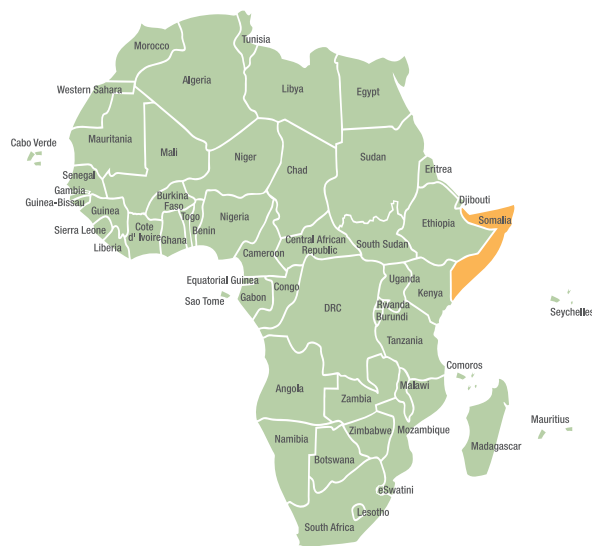 Tunisia
Morocco
Algeria
Libya
Egypt
Western Sahara
Mauritania
Mali
Niger
Chad
Sudan
Eritrea
Cabo Verde
Senegal
Gambia
Guinea-Bissau
Guinea
Sierra Leone
Liberia
Cote
d' Ivoire
Burkina
Faso
Ghana
Togo
Benin
Nigeria
Cameroon
Central African
Republic
South Sudan
Ethiopia
Djibouti
Somalia
Equatorial Guinea
Sao Tome
Gabon
Congo
DRC
Uganda
Kenya
Rwanda
Burundi
Tanzania
Seychelles
Comoros
Angola
Zambia
Malawi
Mozambique
Zimbabwe
Namibia
Botswana
Madagascar
Mauritius
eSwatini
Lesotho
South Africa